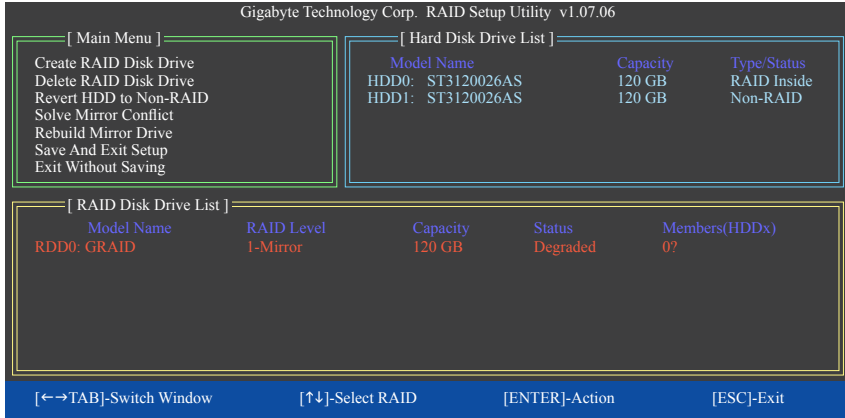 Gigabyte Technology Corp. RAID Setup Utility v1.07.06
[ Main Menu ]
Create RAID Disk Drive
Delete RAID Disk Drive
Revert HDD to Non-RAID
Solve Mirror Conflict
Rebuild Mirror Drive
Save And Exit Setup
Exit Without Saving
[ Hard Disk Drive List ]
Model Name Capacity Type/Status
HDD0: ST3120026AS 120 GB RAID Inside
HDD1: ST3120026AS 120 GB Non-RAID
[ RAID Disk Drive List ]
Model Name RAID Level Capacity Status Members(HDDx)
RDD0: GRAID 1-Mirror 120 GB Degraded 0?
[←→TAB]-Switch Window [↑↓]-Select RAID [ENTER]-Action [ESC]-Exit